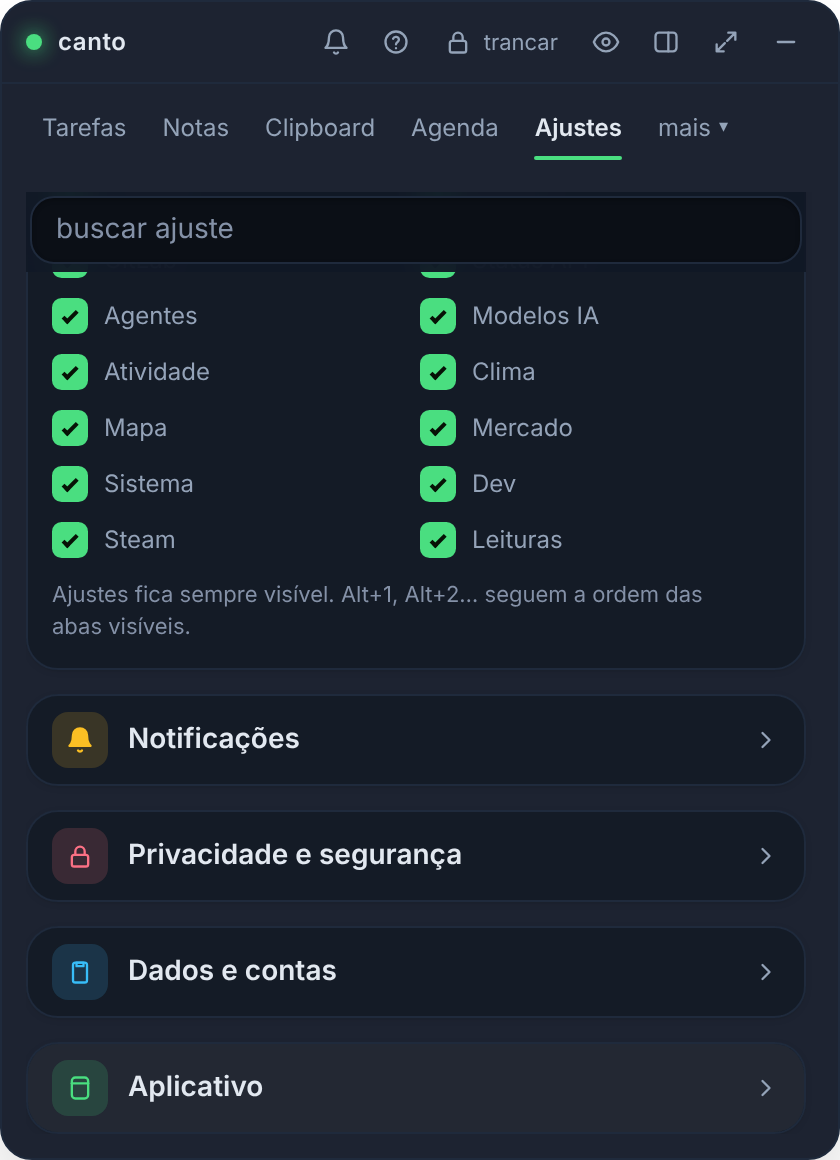 canto
trancar
Tarefas Notas Clipboard Agenda Ajustes mais ▾
buscar ajuste
Agentes Modelos IA
Atividade Clima
Mapa Mercado
Sistema Dev
Steam Leituras
Ajustes fica sempre visível. Alt+1, Alt+2... seguem a ordem das
abas visíveis.
Notificações
Privacidade e segurança
Dados e contas
Aplicativo